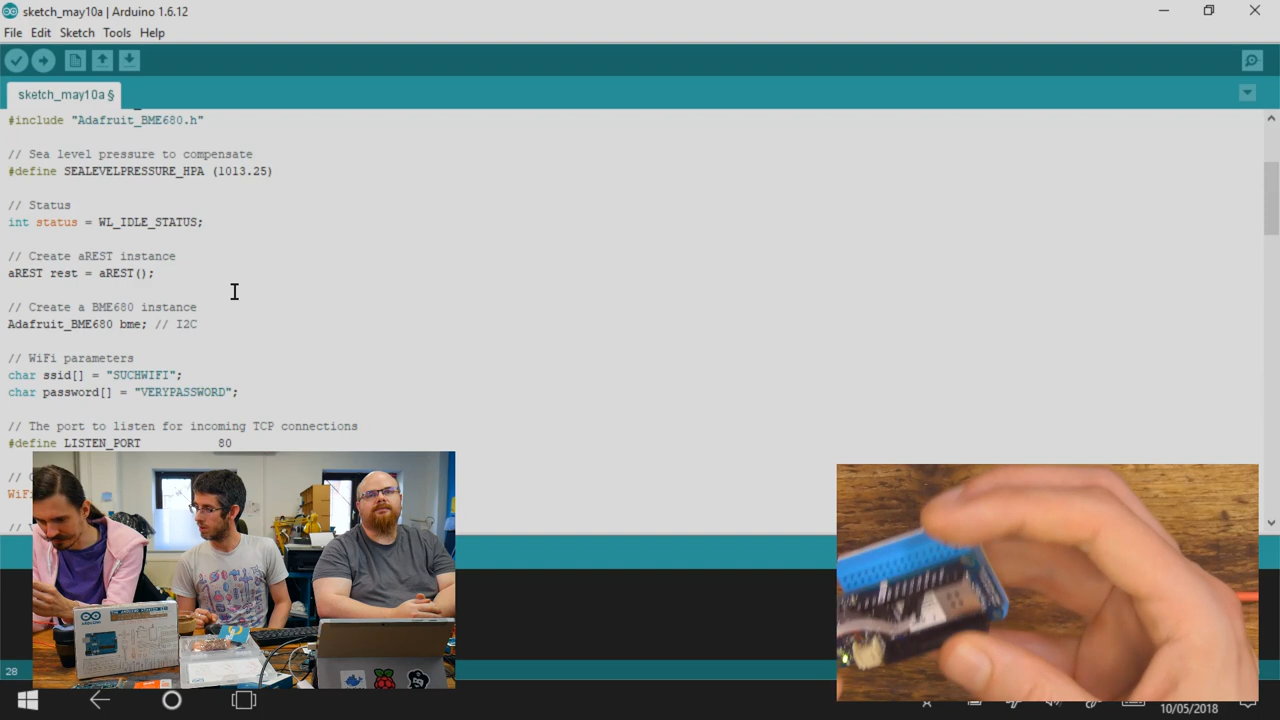 sketch_may10a | Arduino 1.6.12
File Edit Sketch Tools Help
sketch_may10a §
#include "Adafruit_BME680.h"
// Sea level pressure to compensate
#define SEALEVELPRESSURE_HPA (1013.25)
// Status
int status = WL_IDLE_STATUS;
// Create aREST instance
aREST rest = aREST();
// Create a BME680 instance
Adafruit_BME680 bme; // I2C
// WiFi parameters
char ssid[] = "SUCHWIFI";
char password[] = "VERYPASSWORD";
// The port to listen for incoming TCP connections
#define LISTEN_PORT 80
//
WiF
//
28
10/05/2018